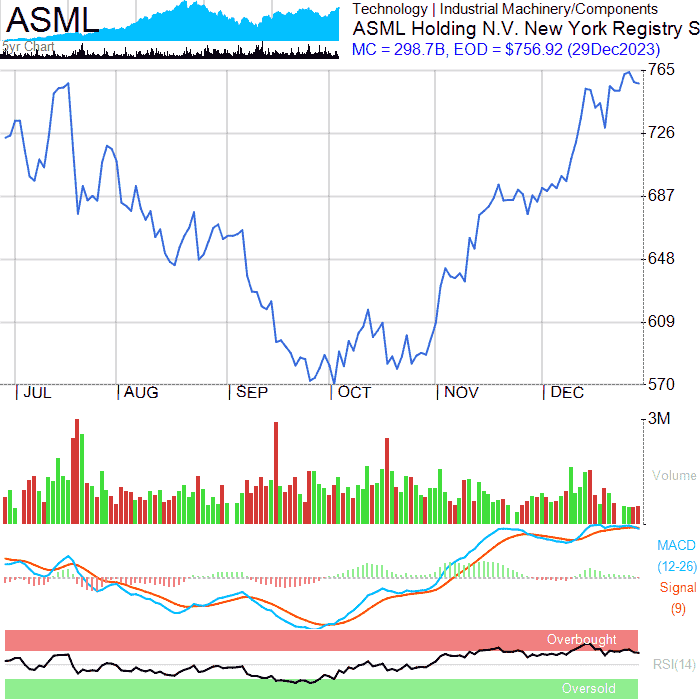 ASML
5yr Chart
Technology | Industrial Machinery/Components
ASML Holding N.V. New York Registry S
MC = 298.7B, EOD = $756.92 (29Dec2023)
765
726
687
648
609
570
JUL AUG SEP OCT NOV DEC
3M
Volume
MACD
(12-26)
Signal
(9)
Overbought
RSI(14)
Oversold